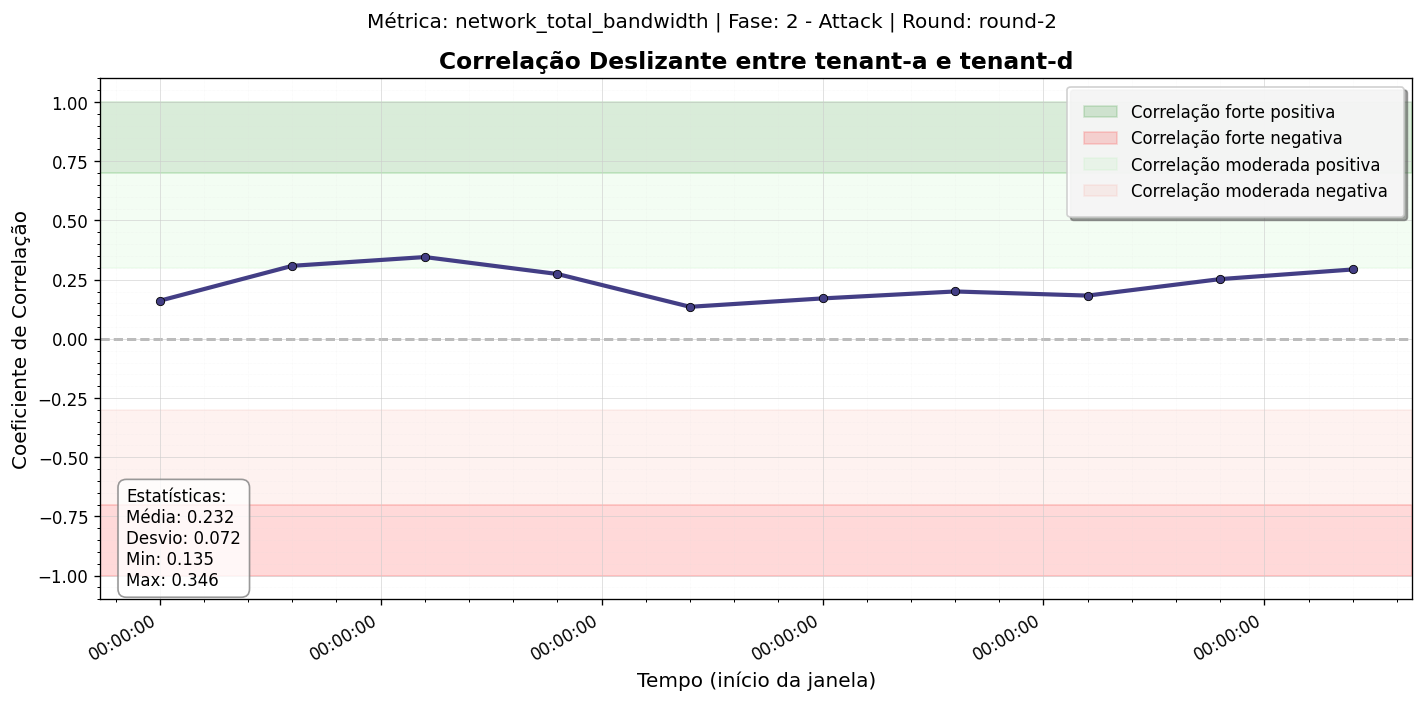 Métrica: network_total_bandwidth | Fase: 2 - Attack | Round: round-2
Correlação Deslizante entre tenant-a e tenant-d
Coeficiente de Correlação
1.00
0.75
0.50
0.25
0.00
−0.25
−0.50
−0.75
−1.00
Correlação forte positiva
Correlação forte negativa
Correlação moderada positiva
Correlação moderada negativa
Estatísticas:
Média: 0.232
Desvio: 0.072
Min: 0.135
Max: 0.346
00:00:00
00:00:00
00:00:00
00:00:00
00:00:00
00:00:00
Tempo (início da janela)